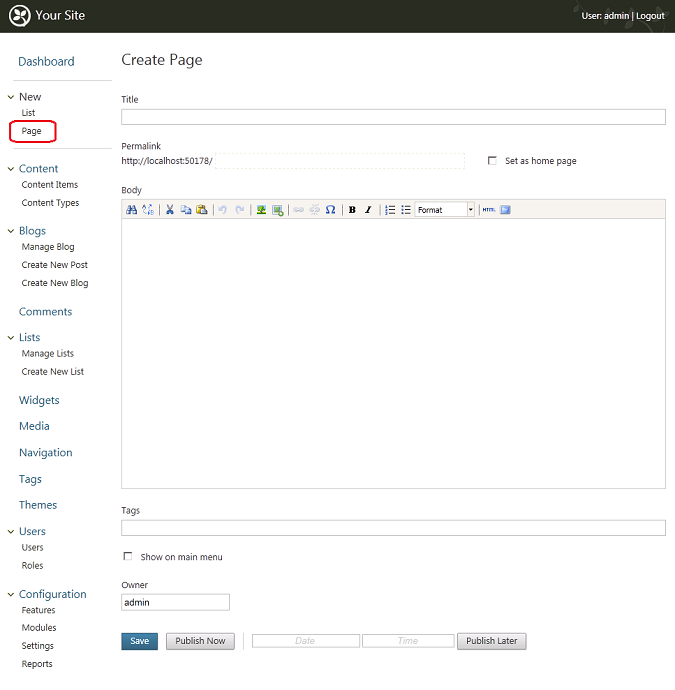 Your Site
User: admin | Logout
Dashboard
New
List
Page
Content
Content Items
Content Types
Blogs
Manage Blog
Create New Post
Create New Blog
Comments
Lists
Manage Lists
Create New List
Widgets
Media
Navigation
Tags
Themes
Users
Users
Roles
Configuration
Features
Modules
Settings
Reports
Create Page
Title
Permalink
http://localhost:50178/
Set as home page
Body
B I Format HTML
Tags
Show on main menu
Owner
admin
Save Publish Now Date Time Publish Later